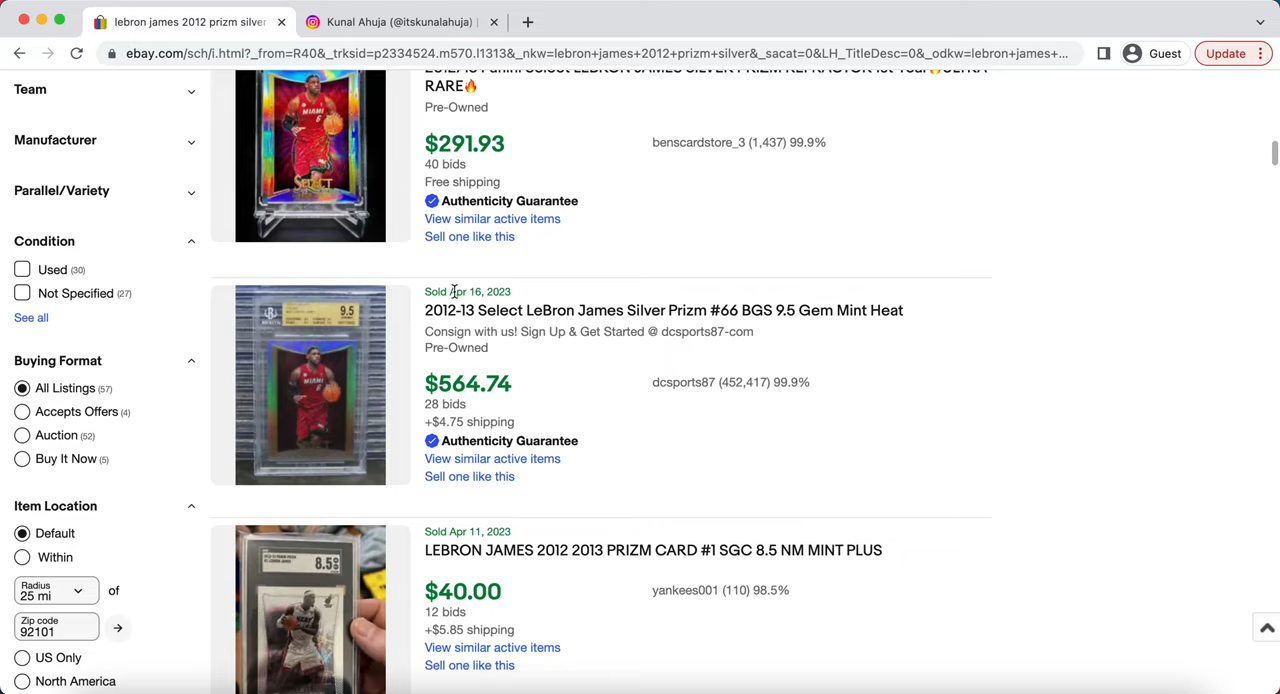 lebron james 2012 prizm silver
Kunal Ahuja (@itskunalahuja) |
ebay.com/sch/i.html?_from=R40&_trksid=p2334524.m570.l1313&_nkw=lebron+james+2012+prizm+silver&_sacat=0&LH_TitleDesc=0&_odkw=lebron+james+...
Guest
Update
Team
Manufacturer
Parallel/Variety
Condition
Used (30)
Not Specified (27)
See all
Buying Format
All Listings (57)
Accepts Offers (4)
Auction (52)
Buy It Now (5)
Item Location
Default
Within
Radius
25 mi
of
Zip code
92101
US Only
North America
MIAMI
6
SELECT
RARE🔥
Pre-Owned
$291.93
40 bids
Free shipping
Authenticity Guarantee
View similar active items
Sell one like this
benscardstore_3 (1,437) 99.9%
9.5
Sold Apr 16, 2023
2012-13 Select LeBron James Silver Prizm #66 BGS 9.5 Gem Mint Heat
Consign with us! Sign Up & Get Started @ dcsports87-com
Pre-Owned
$564.74
28 bids
+$4.75 shipping
Authenticity Guarantee
View similar active items
Sell one like this
dcsports87 (452,417) 99.9%
8.5
Sold Apr 11, 2023
LEBRON JAMES 2012 2013 PRIZM CARD #1 SGC 8.5 NM MINT PLUS
$40.00
12 bids
+$5.85 shipping
View similar active items
Sell one like this
yankees001 (110) 98.5%